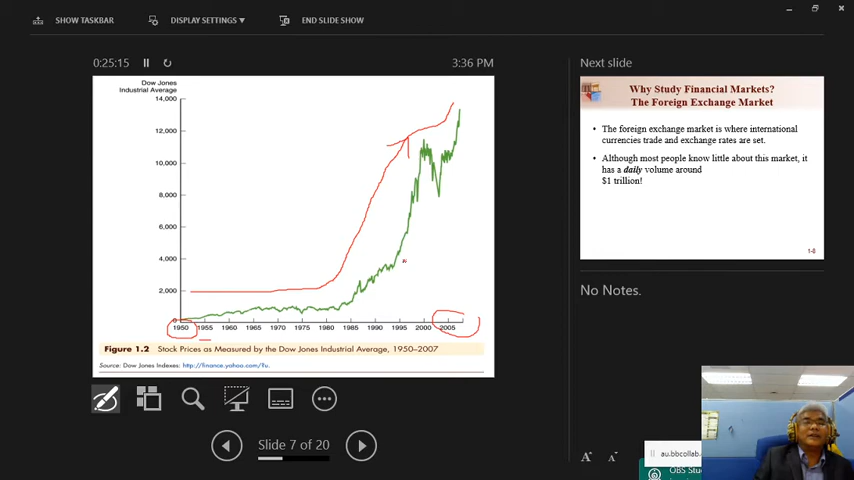 SHOW TASKBAR
DISPLAY SETTINGS ▼
END SLIDE SHOW
0:25:15
3:36 PM
Dow Jones
Industrial Average
14,000
12,000
10,000
8,000
6,000
4,000
2,000
0
1950 1955 1960 1965 1970 1975 1980 1985 1990 1995 2000 2005
Figure 1.2 Stock Prices as Measured by the Dow Jones Industrial Average, 1950–2007
Source: Dow Jones Indexes: http://finance.yahoo.com/?u.
Slide 7 of 20
Next slide
Why Study Financial Markets?
The Foreign Exchange Market
• The foreign exchange market is where international
currencies trade and exchange rates are set.
• Although most people know little about this market, it
has a daily volume around
$1 trillion!
1-8
No Notes.
A A
au.bbcollab.
OBS Stu